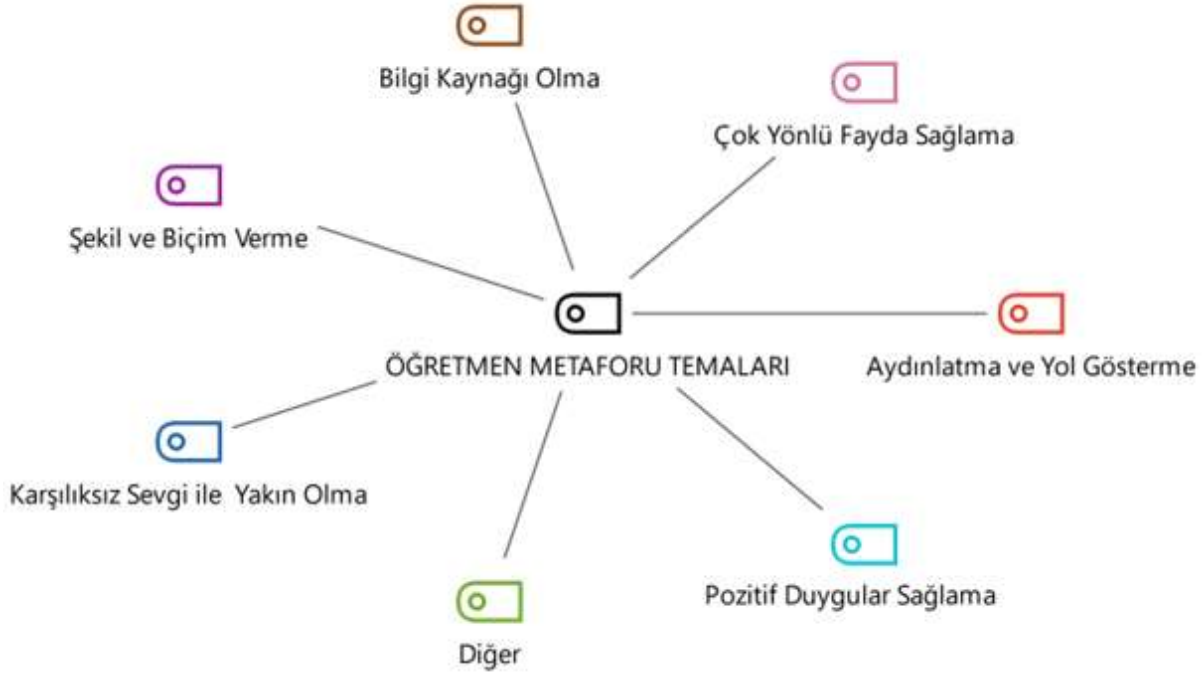 Bilgi Kaynağı Olma
Çok Yönlü Fayda Sağlama
Şekil ve Biçim Verme
ÖĞRETMEN METAFORU TEMALARI
Aydınlatma ve Yol Gösterme
Karşılıksız Sevgi ile  Yakın Olma
Pozitif Duygular Sağlama
Diğer